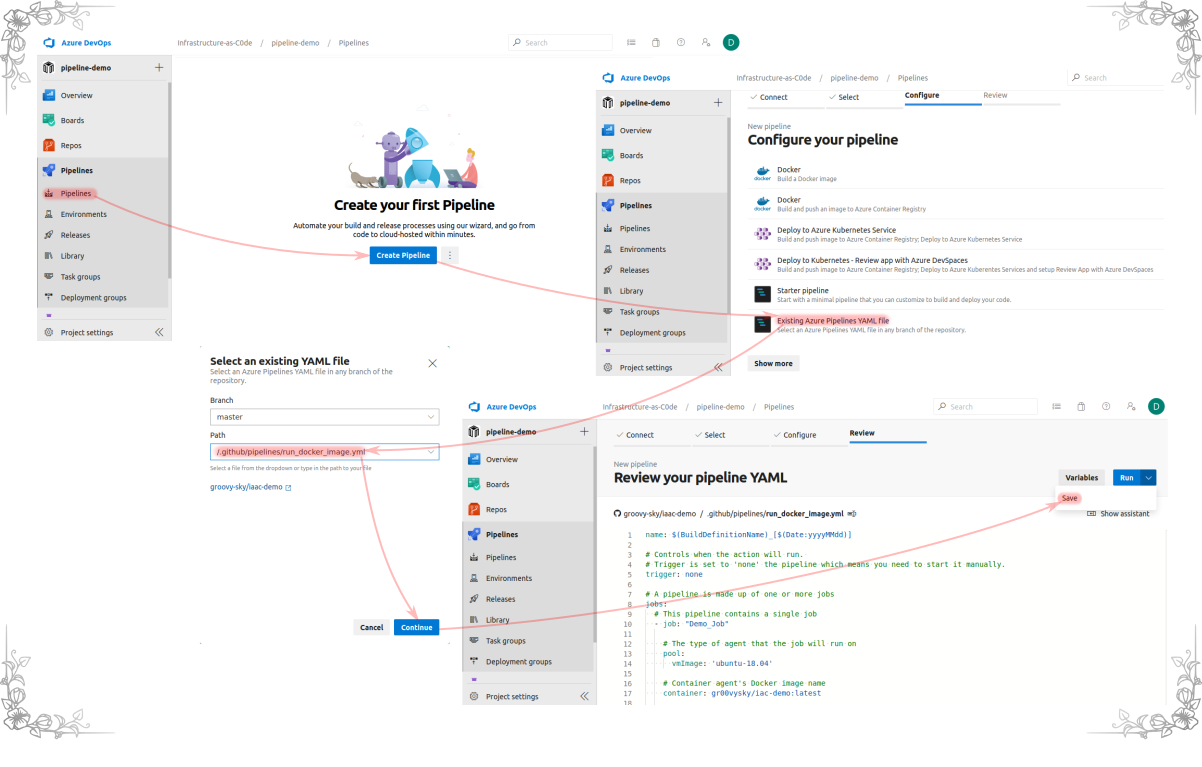 Azure DevOps
Infrastructure-as-C0de / pipeline-demo / Pipelines
Search
D
pipeline-demo
Overview
Boards
Repos
Pipelines
Pipelines
Environments
Releases
Library
Task groups
Deployment groups
Project settings
Create your first Pipeline
Automate your build and release processes using our wizard, and go from
code to cloud-hosted within minutes.
Create Pipeline
Azure DevOps
Infrastructure-as-C0de / pipeline-demo / Pipelines
Search
pipeline-demo
Overview
Boards
Repos
Pipelines
Pipelines
Environments
Releases
Library
Task groups
Deployment groups
Project settings
Connect
Select
Configure
Review
New pipeline
Configure your pipeline
docker
Docker
Build a Docker image
docker
Docker
Build and push an image to Azure Container Registry
Deploy to Azure Kubernetes Service
Build and push image to Azure Container Registry; Deploy to Azure Kubernetes Service
Deploy to Kubernetes - Review app with Azure DevSpaces
Build and push image to Azure Container Registry; Deploy to Azure Kuberentes Services and setup Review App with Azure DevSpaces
Starter pipeline
Start with a minimal pipeline that you can customize to build and deploy your code.
Existing Azure Pipelines YAML file
Select an Azure Pipelines YAML file in any branch of the repository.
Show more
Select an existing YAML file
Select an Azure Pipelines YAML file in any branch of the
repository.
Branch
master
Path
/.github/pipelines/run_docker_image.yml
Select a file from the dropdown or type in the path to your file
groovy-sky/iaac-demo
Cancel
Continue
Azure DevOps
Infrastructure-as-C0de / pipeline-demo / Pipelines
Search
D
pipeline-demo
Overview
Boards
Repos
Pipelines
Pipelines
Environments
Releases
Library
Task groups
Deployment groups
Project settings
Connect
Select
Configure
Review
New pipeline
Review your pipeline YAML
Variables
Run
Save
groovy-sky/iaac-demo / .github/pipelines/run_docker_image.yml
Show assistant
1 name: $(BuildDefinitionName)_[$(Date:yyyyMMdd)]
2
3 # Controls when the action will run.
4 # Trigger is set to 'none' the pipeline which means you need to start it manually.
5 trigger: none
6
7 # A pipeline is made up of one or more jobs
8 jobs:
9 # This pipeline contains a single job
10 - job: "Demo_Job"
11
12 # The type of agent that the job will run on
13 pool:
14 vmImage: 'ubuntu-18.04'
15
16 # Container agent's Docker image name
17 container: gr00vysky/iac-demo:latest
18